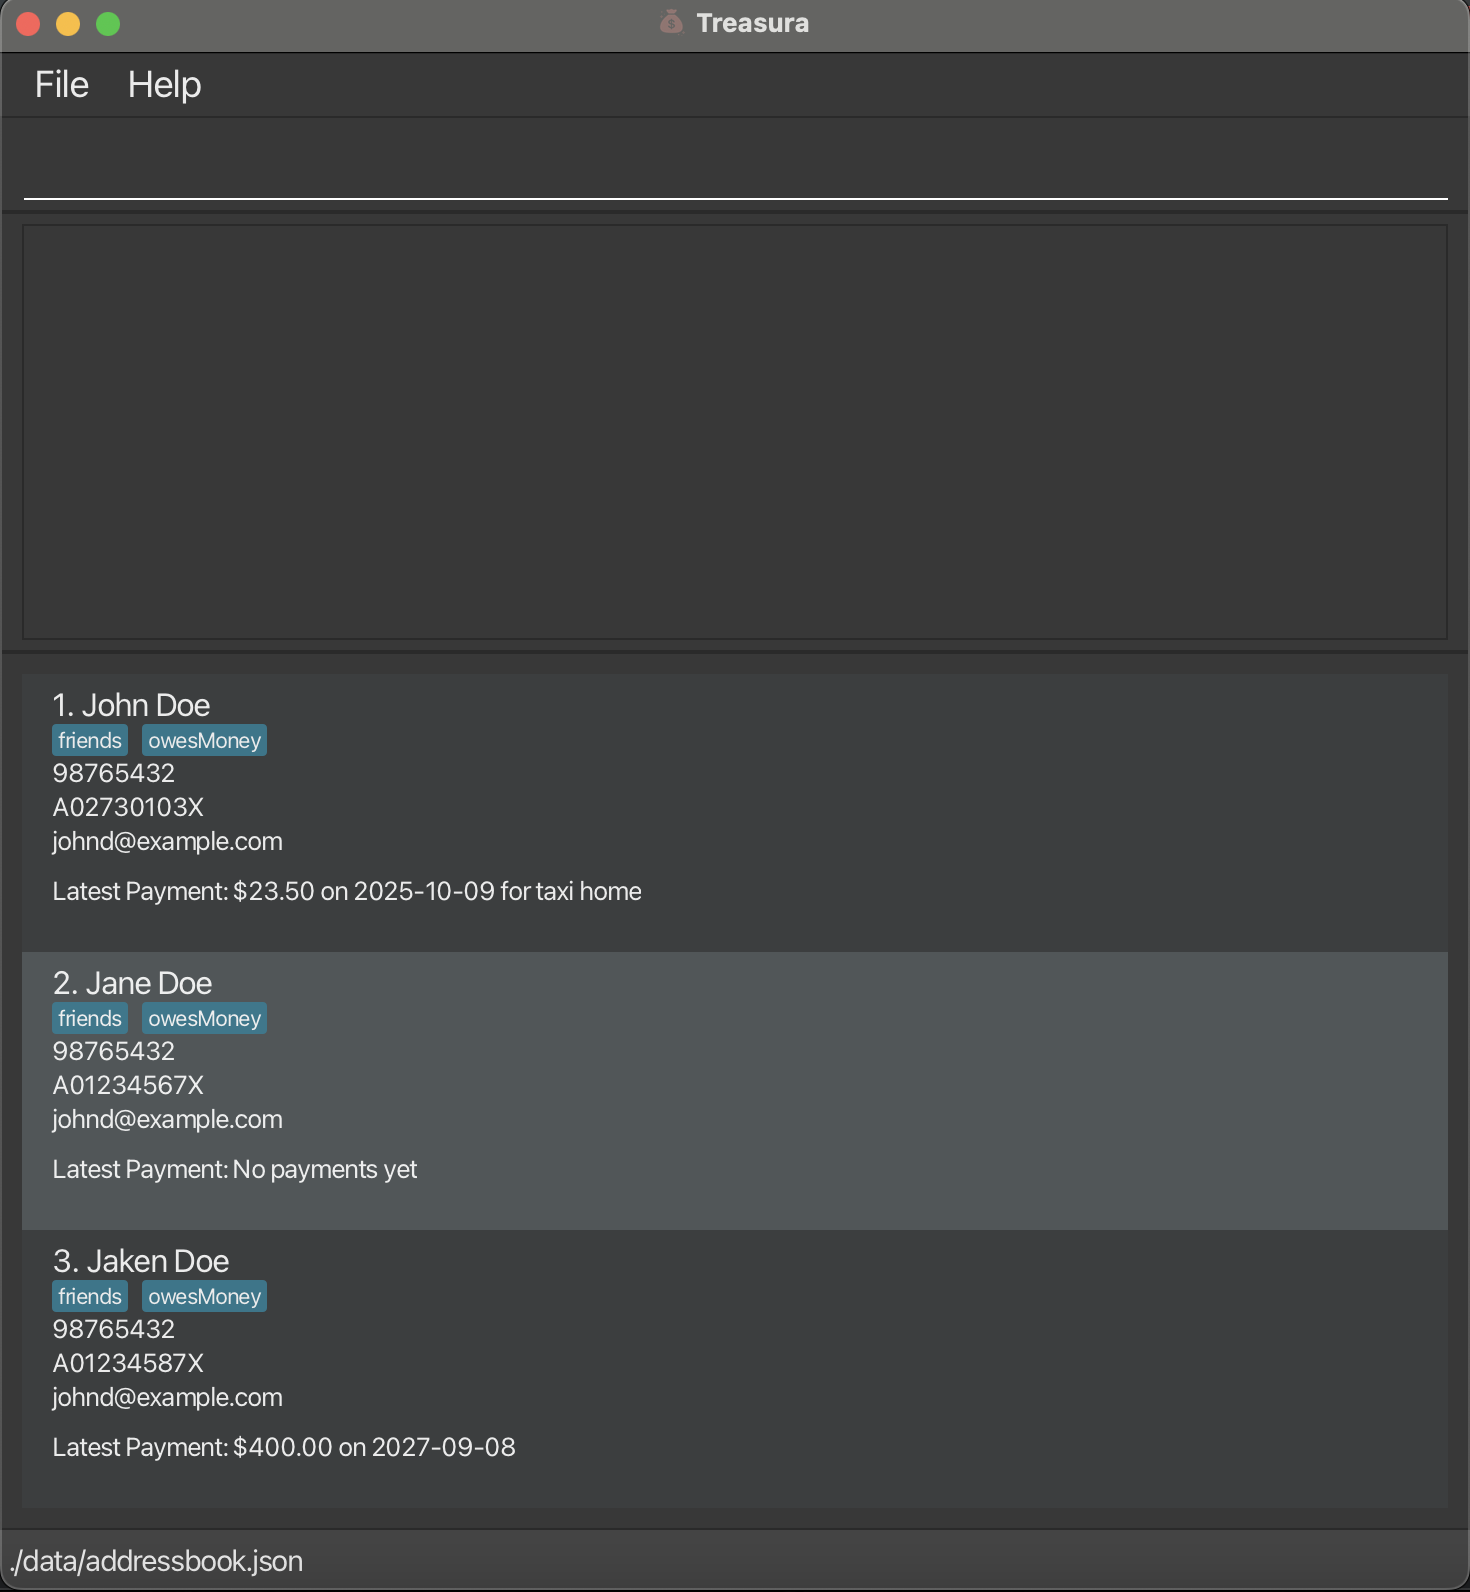 Treasura
File Help
1. John Doe
friends owesMoney
98765432
A02730103X
johnd@example.com
Latest Payment: $23.50 on 2025-10-09 for taxi home
2. Jane Doe
friends owesMoney
98765432
A01234567X
johnd@example.com
Latest Payment: No payments yet
3. Jaken Doe
friends owesMoney
98765432
A01234587X
johnd@example.com
Latest Payment: $400.00 on 2027-09-08
./data/addressbook.json